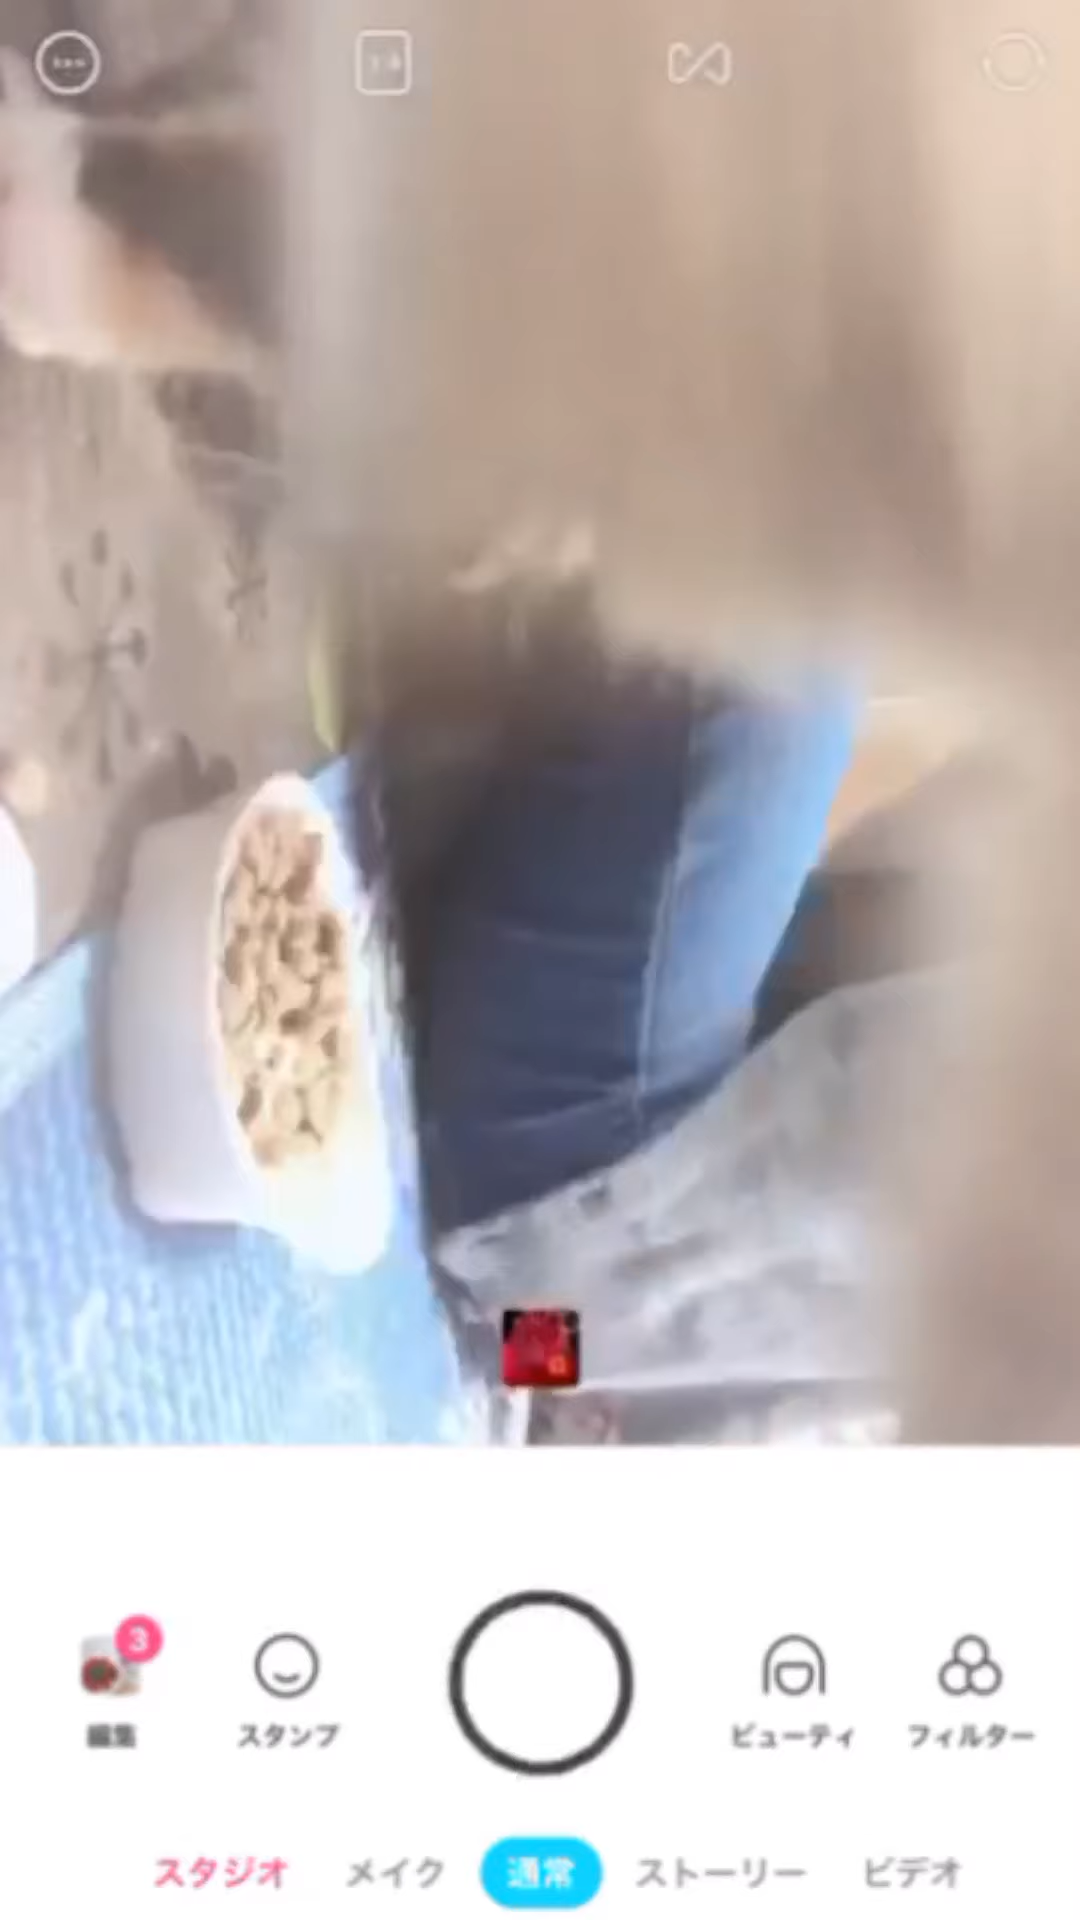 3
編集
スタンプ
ビューティ
フィルター
スタジオ
メイク
通常
ストーリー
ビデオ